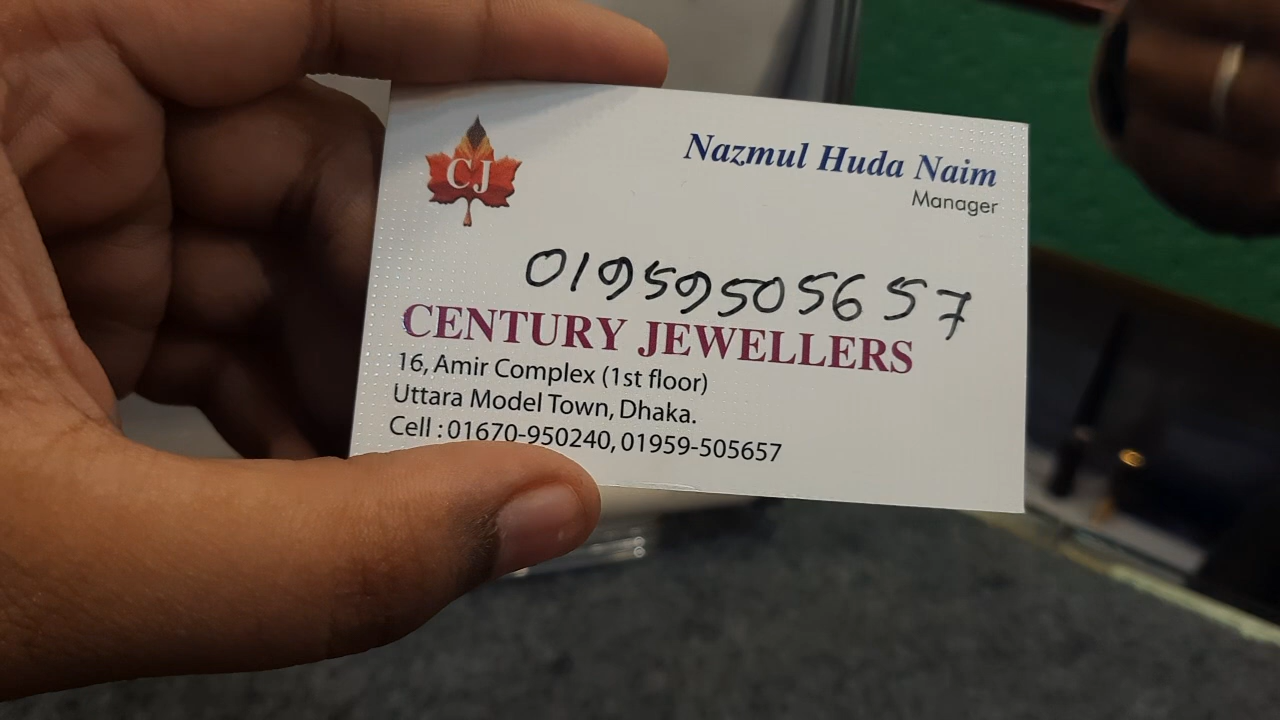 CJ
Nazmul Huda Naim
Manager
01959505657
CENTURY JEWELLERS
16, Amir Complex (1st floor)
Uttara Model Town, Dhaka.
Cell : 01670-950240, 01959-505657